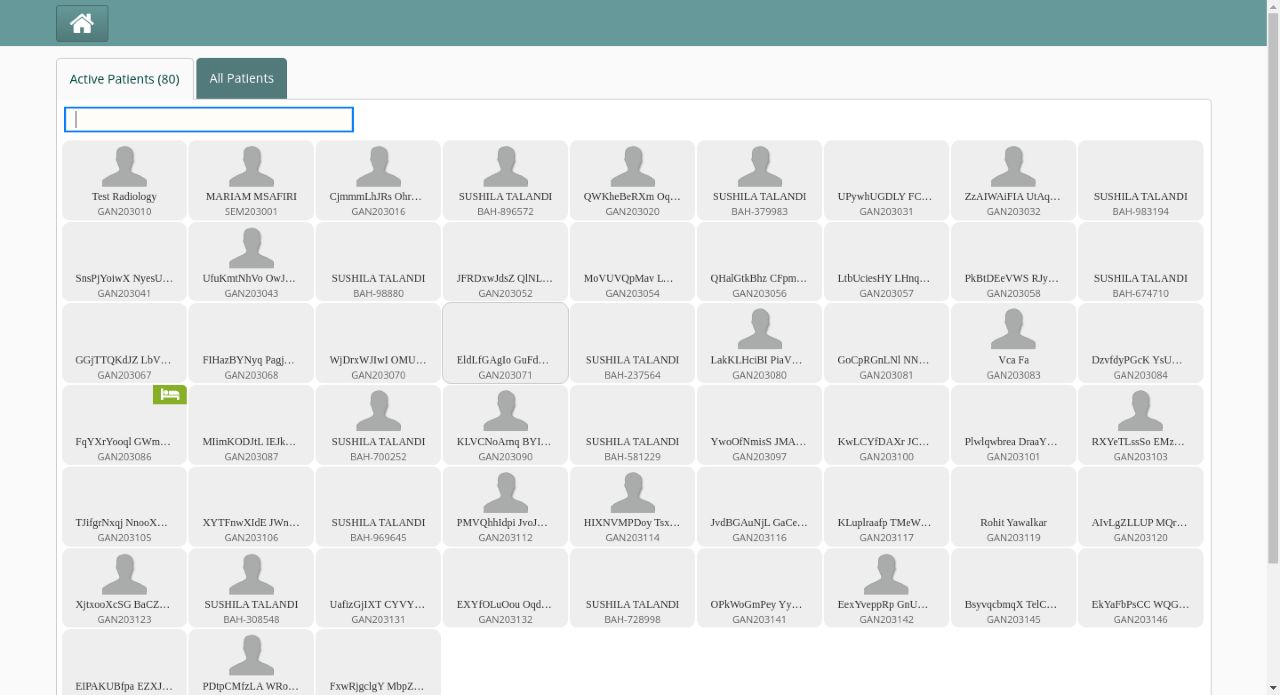 Active Patients (80)
All Patients
Test Radiology
GAN203010
MARIAM MSAFIRI
SEM203001
CjmmmLhJRs Ohr…
GAN203016
SUSHILA TALANDI
BAH-896572
QWKheBeRXm Oq…
GAN203020
SUSHILA TALANDI
BAH-379983
UPywhUGDLY FC…
GAN203031
ZzAIWAiFIA UtAq…
GAN203032
SUSHILA TALANDI
BAH-983194
SnsPjYoiwX NyesU…
GAN203041
UfuKmtNhVo OwJ…
GAN203043
SUSHILA TALANDI
BAH-98880
JFRDxwJdsZ QlNL…
GAN203052
MoVUVQpMav L…
GAN203054
QHalGtkBhz CFpm…
GAN203056
LtbUciesHY LHnq…
GAN203057
PkBtDEeVWS RJy…
GAN203058
SUSHILA TALANDI
BAH-674710
GGjTTQKdJZ LbV…
GAN203067
FIHazBYNyq Pagj…
GAN203068
WjDrxWJIwI OMU…
GAN203070
EldLfGAgIo GuFd…
GAN203071
SUSHILA TALANDI
BAH-237564
LakKLHciBI PiaV…
GAN203080
GoCpRGnLNl NN…
GAN203081
Vca Fa
GAN203083
DzvfdyPGcK YsU…
GAN203084
FqYXrYooql GWm…
GAN203086
MIimKODJtL IEJk…
GAN203087
SUSHILA TALANDI
BAH-700252
KLVCNoArnq BYI…
GAN203090
SUSHILA TALANDI
BAH-581229
YwoOfNmisS JMA…
GAN203097
KwLCYfDAXr JC…
GAN203100
Plwlqwbrea DraaY…
GAN203101
RXYeTLssSo EMz…
GAN203103
TJifgrNxqj NnooX…
GAN203105
XYTFnwXIdE JWn…
GAN203106
SUSHILA TALANDI
BAH-969645
PMVQhhIdpi JvoJ…
GAN203112
HIXNVMPDoy Tsx…
GAN203114
JvdBGAuNjL GaCe…
GAN203116
KLuplraafp TMeW…
GAN203117
Rohit Yawalkar
GAN203119
AIvLgZLLUP MQr…
GAN203120
XjtxooXcSG BaCZ…
GAN203123
SUSHILA TALANDI
BAH-308548
UafizGjIXT CYVY…
GAN203131
EXYfOLuOou Oqd…
GAN203132
SUSHILA TALANDI
BAH-728998
OPkWoGmPey Yy…
GAN203141
EexYveppRp GnU…
GAN203142
BsyvqcbmqX TelC…
GAN203145
EkYaFbPsCC WQG…
GAN203146
EIPAKUBfpa EZXJ…
PDtpCMfzLA WRo…
FxwRjgclgY MbpZ…